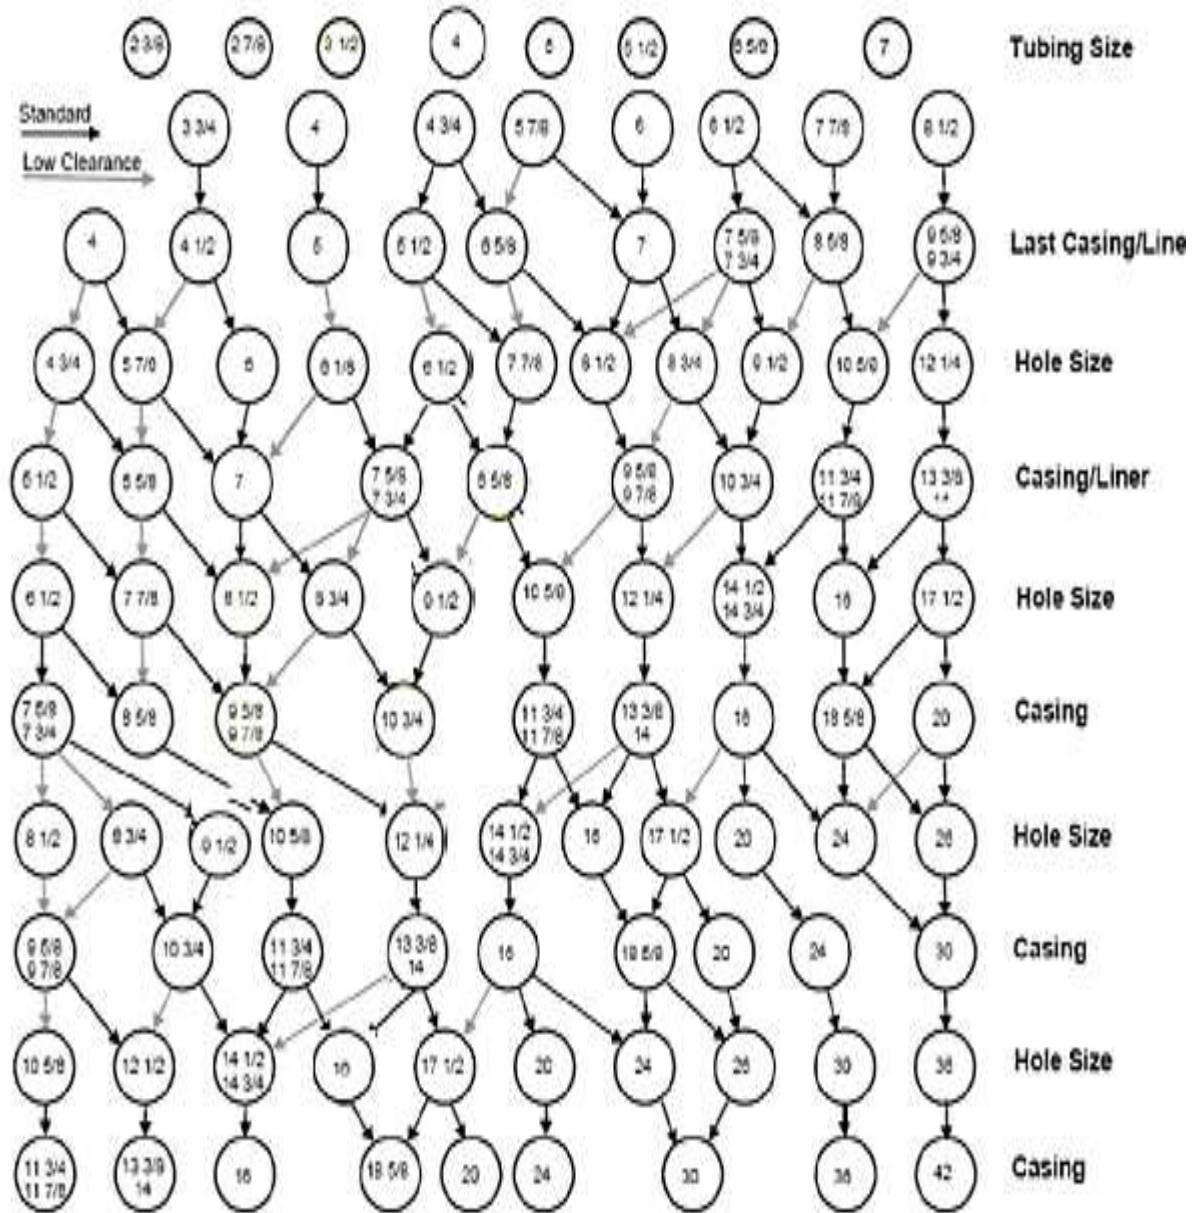 2 3/8 2 7/8 3 1/2 4 5 5 1/2 6 5/8 7 Tubing Size
Standard
Low Clearance
3 3/4 4 4 3/4 5 7/8 6 6 1/2 7 7/8 8 1/2
4 4 1/2 5 5 1/2 6 5/8 7 7 5/8 8 5/8 9 5/8 Last Casing/Line
7 3/4 9 3/4
4 3/4 5 7/8 6 6 1/8 6 1/2 7 7/8 8 1/2 8 3/4 9 1/2 10 5/8 12 1/4 Hole Size
5 1/2 5 5/8 7 7 5/8 8 5/8 9 5/8 10 3/4 11 3/4 13 3/8 Casing/Liner
7 3/4 9 7/8 11 7/8
6 1/2 7 7/8 8 1/2 8 3/4 9 1/2 10 5/8 12 1/4 14 1/2 16 17 1/2 Hole Size
14 3/4
7 5/8 8 5/8 9 3/8 10 3/4 11 3/4 13 3/8 16 18 5/8 20 Casing
7 3/4 9 7/8 11 7/8 14
8 1/2 8 3/4 9 1/2 10 5/8 12 1/4 14 1/2 16 17 1/2 20 24 26 Hole Size
14 3/4
9 5/8 10 3/4 11 3/4 13 3/8 16 18 5/8 20 24 30 Casing
9 7/8 11 7/8 14
10 5/8 12 1/2 14 1/2 16 17 1/2 20 24 26 30 36 Hole Size
14 3/4
11 3/4 13 3/8 16 18 5/8 20 24 30 36 42 Casing
11 7/8 14